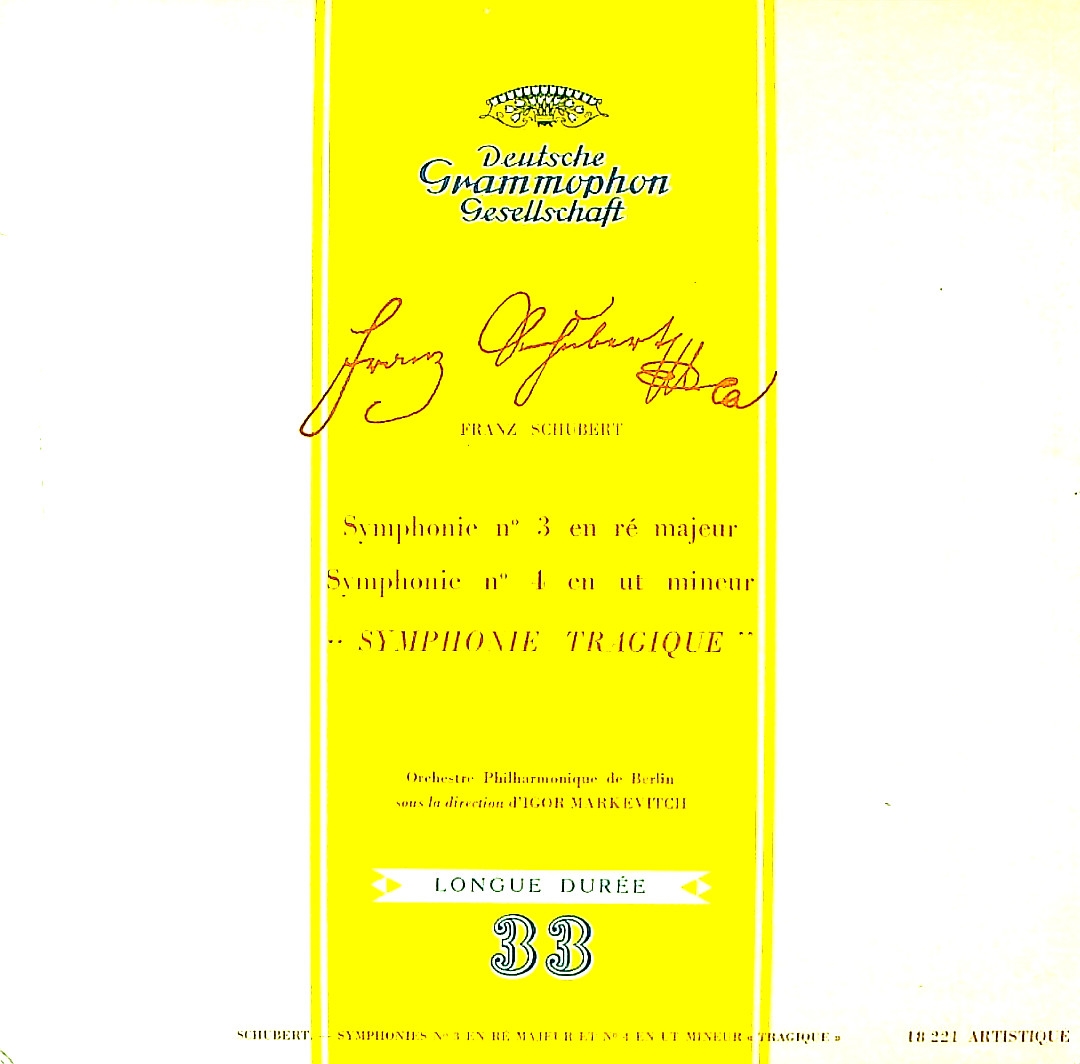 Deutsche
Grammophon
Gesellschaft
Franz Schubert
FRANZ SCHUBERT
Symphonie nº 3 en ré majeur
Symphonie nº 4 en ut mineur
“ SYMPHONIE TRAGIQUE ”
Orchestre Philharmonique de Berlin
sous la direction d'IGOR MARKEVITCH
LONGUE DURÉE
33
SCHUBERT. — SYMPHONIES Nº 3 EN RÉ MAJEUR ET Nº 4 EN UT MINEUR « TRAGIQUE » 18 221 ARTISTIQUE